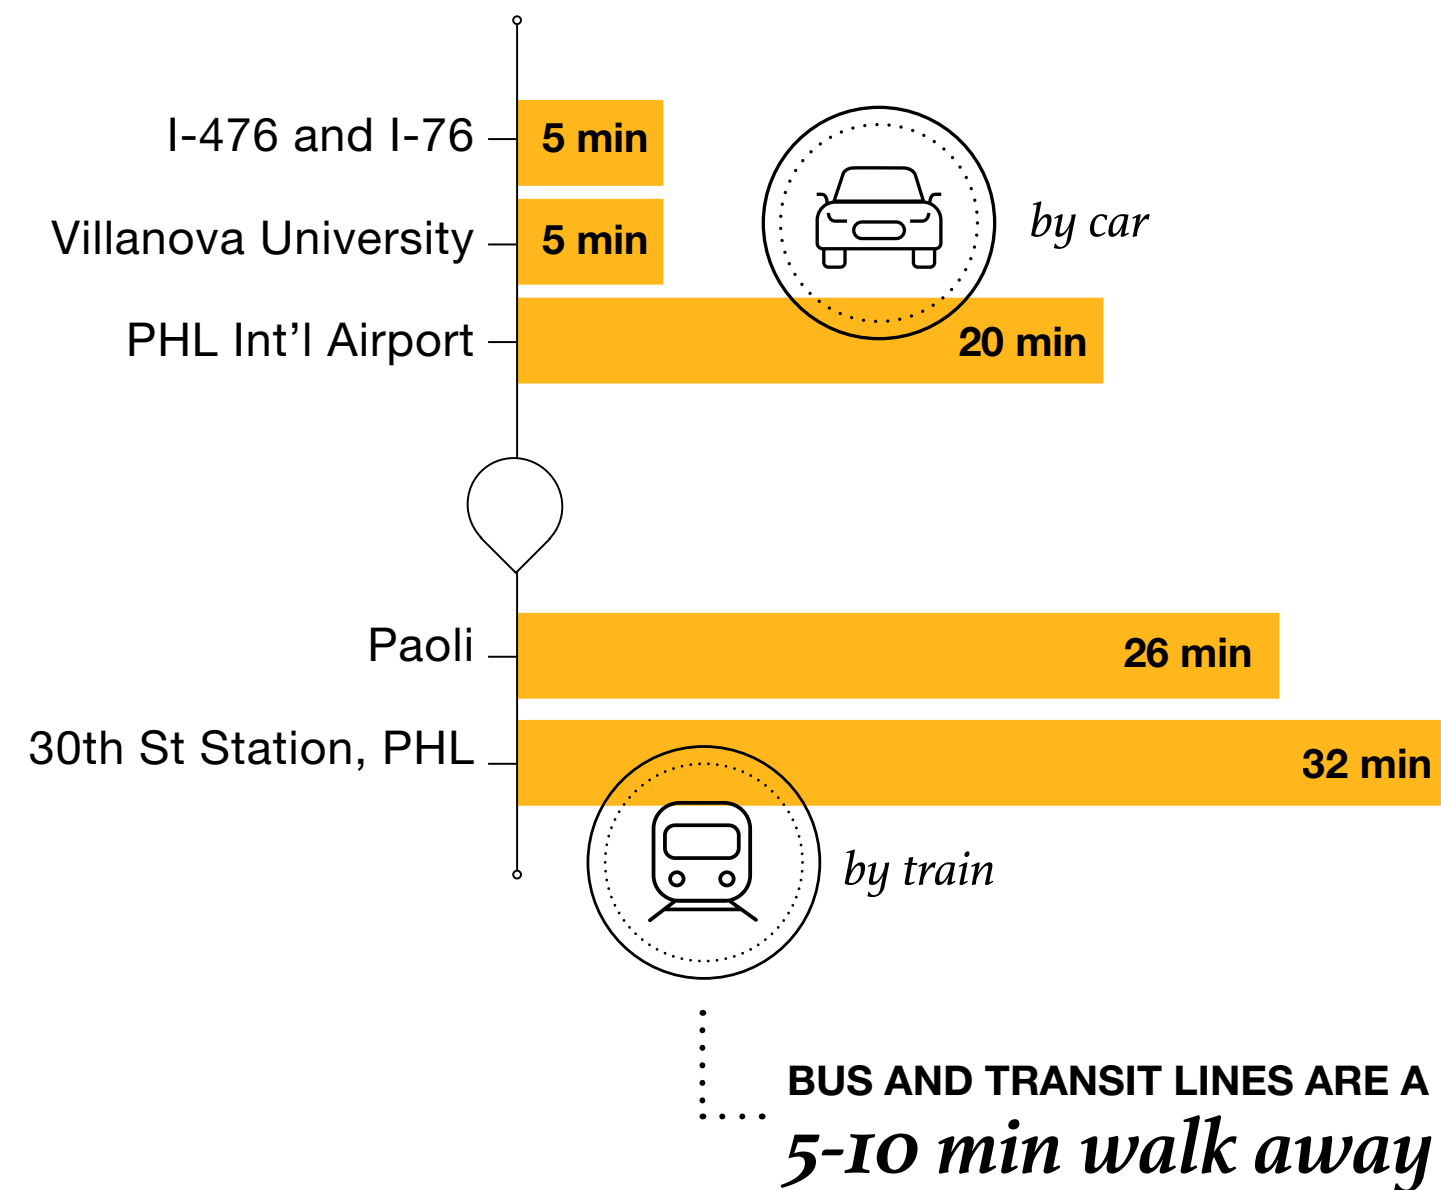 I-476 and I-76 5 min
Villanova University 5 min
by car
PHL Int’l Airport 20 min
Paoli 26 min
30th St Station, PHL 32 min
by train
BUS AND TRANSIT LINES ARE A
5-10 min walk away